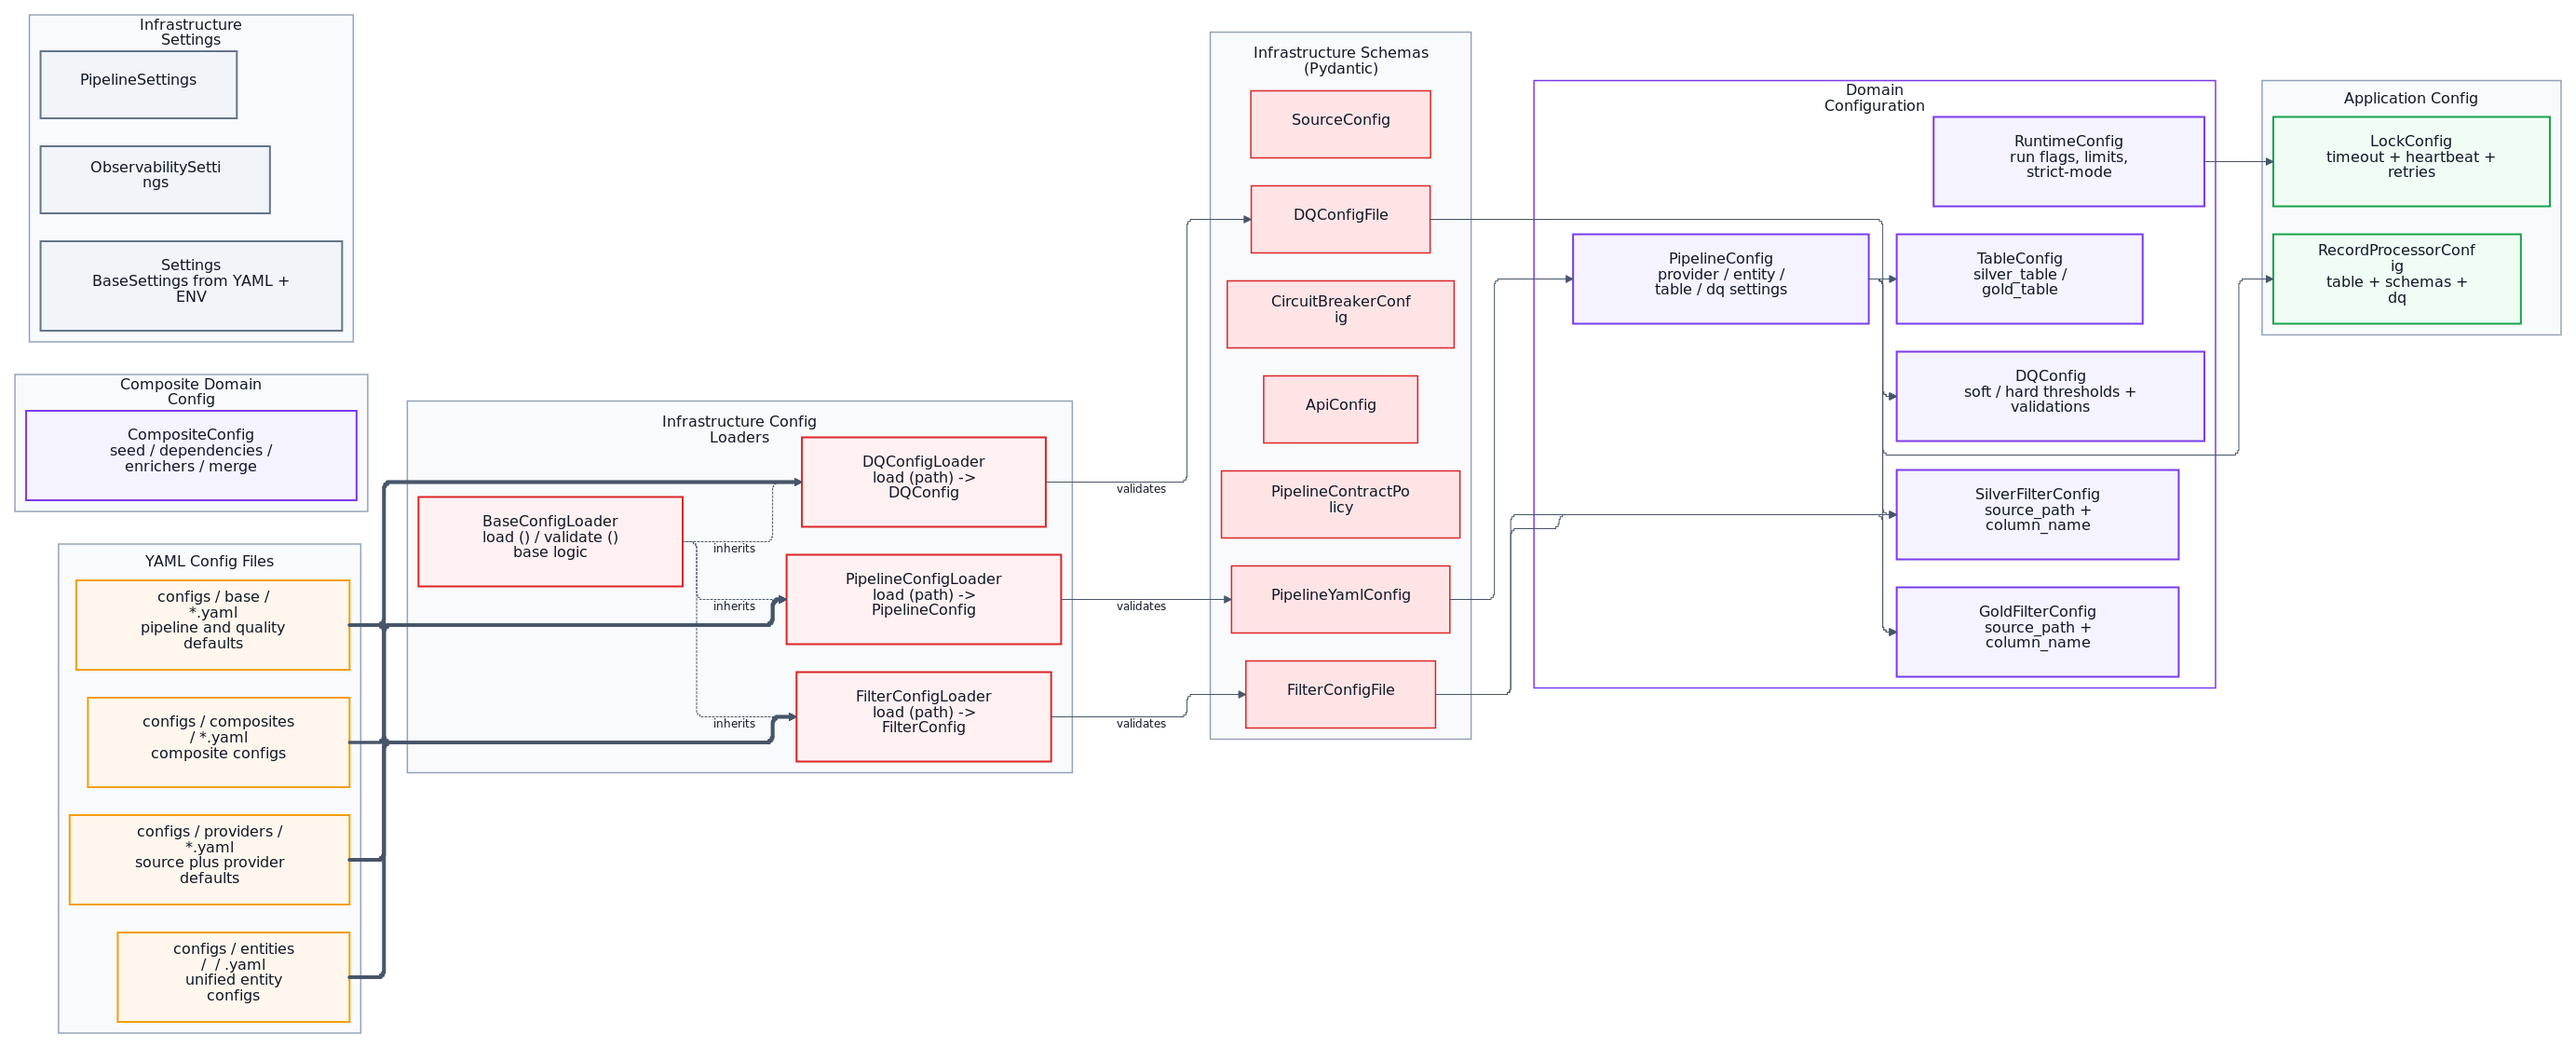 Infrastructure
Settings
PipelineSettings
ObservabilitySetti
ngs
Settings
BaseSettings from YAML +
ENV
Composite Domain
Config
CompositeConfig
seed / dependencies /
enrichers / merge
YAML Config Files
configs / base /
*.yaml
pipeline and quality
defaults
configs / composites
/ *.yaml
composite configs
configs / providers /
*.yaml
source plus provider
defaults
configs / entities
/ / .yaml
unified entity
configs
Infrastructure Config
Loaders
BaseConfigLoader
load () / validate ()
base logic
inherits
inherits
inherits
DQConfigLoader
load (path) ->
DQConfig
PipelineConfigLoader
load (path) ->
PipelineConfig
FilterConfigLoader
load (path) ->
FilterConfig
validates
validates
validates
Infrastructure Schemas
(Pydantic)
SourceConfig
DQConfigFile
CircuitBreakerConf
ig
ApiConfig
PipelineContractPo
licy
PipelineYamlConfig
FilterConfigFile
Domain
Configuration
RuntimeConfig
run flags, limits,
strict-mode
PipelineConfig
provider / entity /
table / dq settings
TableConfig
silver_table /
gold_table
DQConfig
soft / hard thresholds +
validations
SilverFilterConfig
source_path +
column_name
GoldFilterConfig
source_path +
column_name
Application Config
LockConfig
timeout + heartbeat +
retries
RecordProcessorConf
ig
table + schemas +
dq